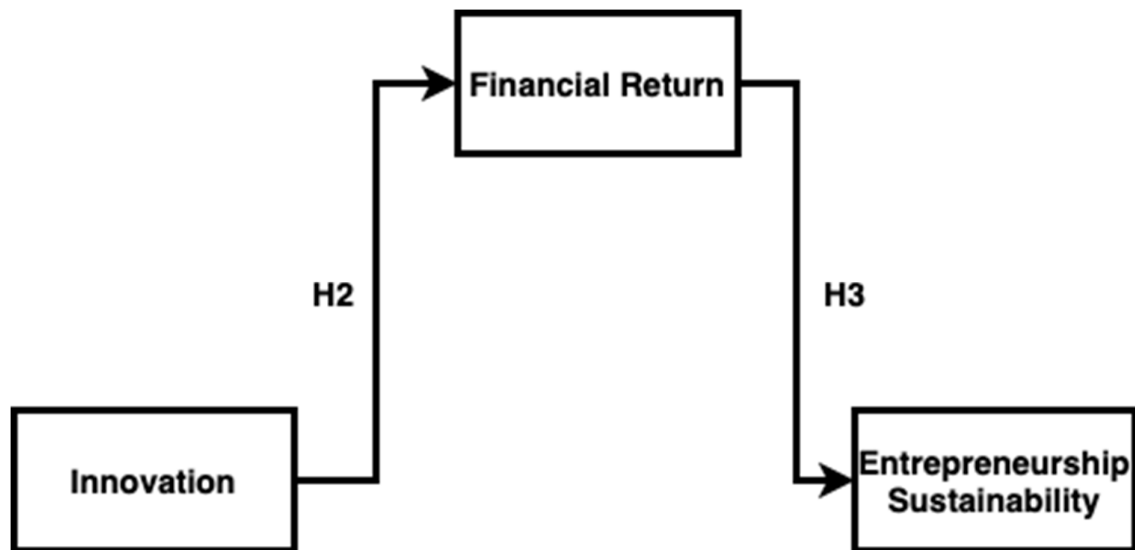 Financial Return
H2
H3
Innovation
Entrepreneurship
Sustainability